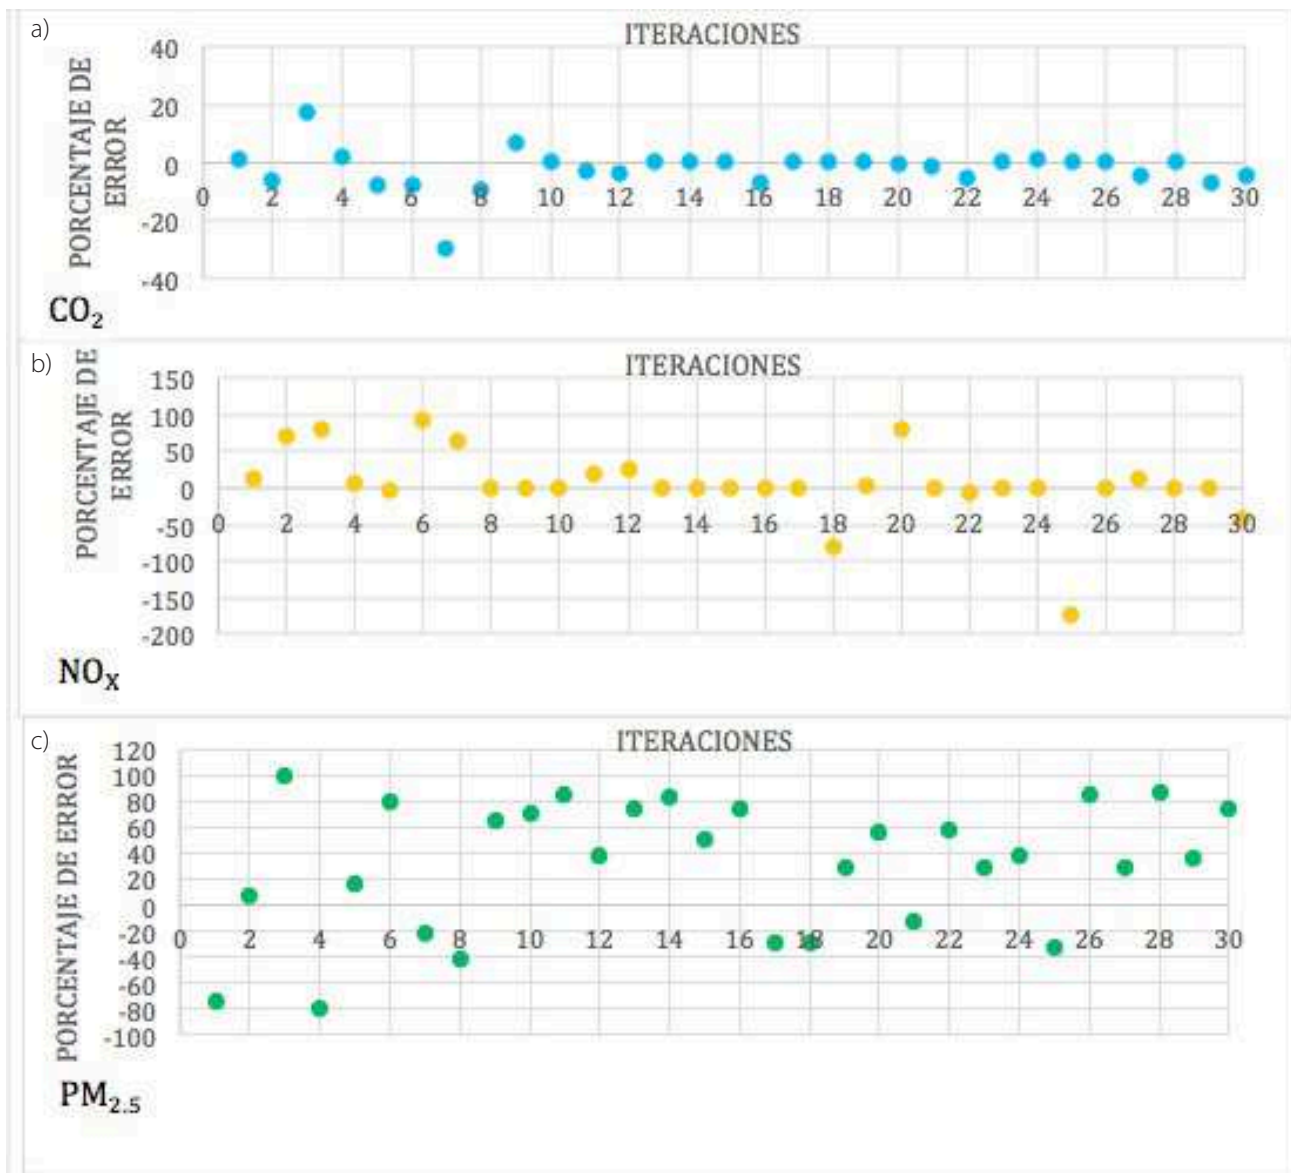 a)
ITERACIONES
PORCENTAJE DE
ERROR
40
20
0
-20
-40
0 2 4 6 8 10 12 14 16 18 20 22 24 26 28 30
CO2
b)
ITERACIONES
PORCENTAJE DE
ERROR
150
100
50
0
-50
-100
-150
-200
0 2 4 6 8 10 12 14 16 18 20 22 24 26 28 30
NOX
c)
ITERACIONES
PORCENTAJE DE ERROR
120
100
80
60
40
20
0
-20
-40
-60
-80
-100
0 2 4 6 8 10 12 14 16 18 20 22 24 26 28 30
PM2.5